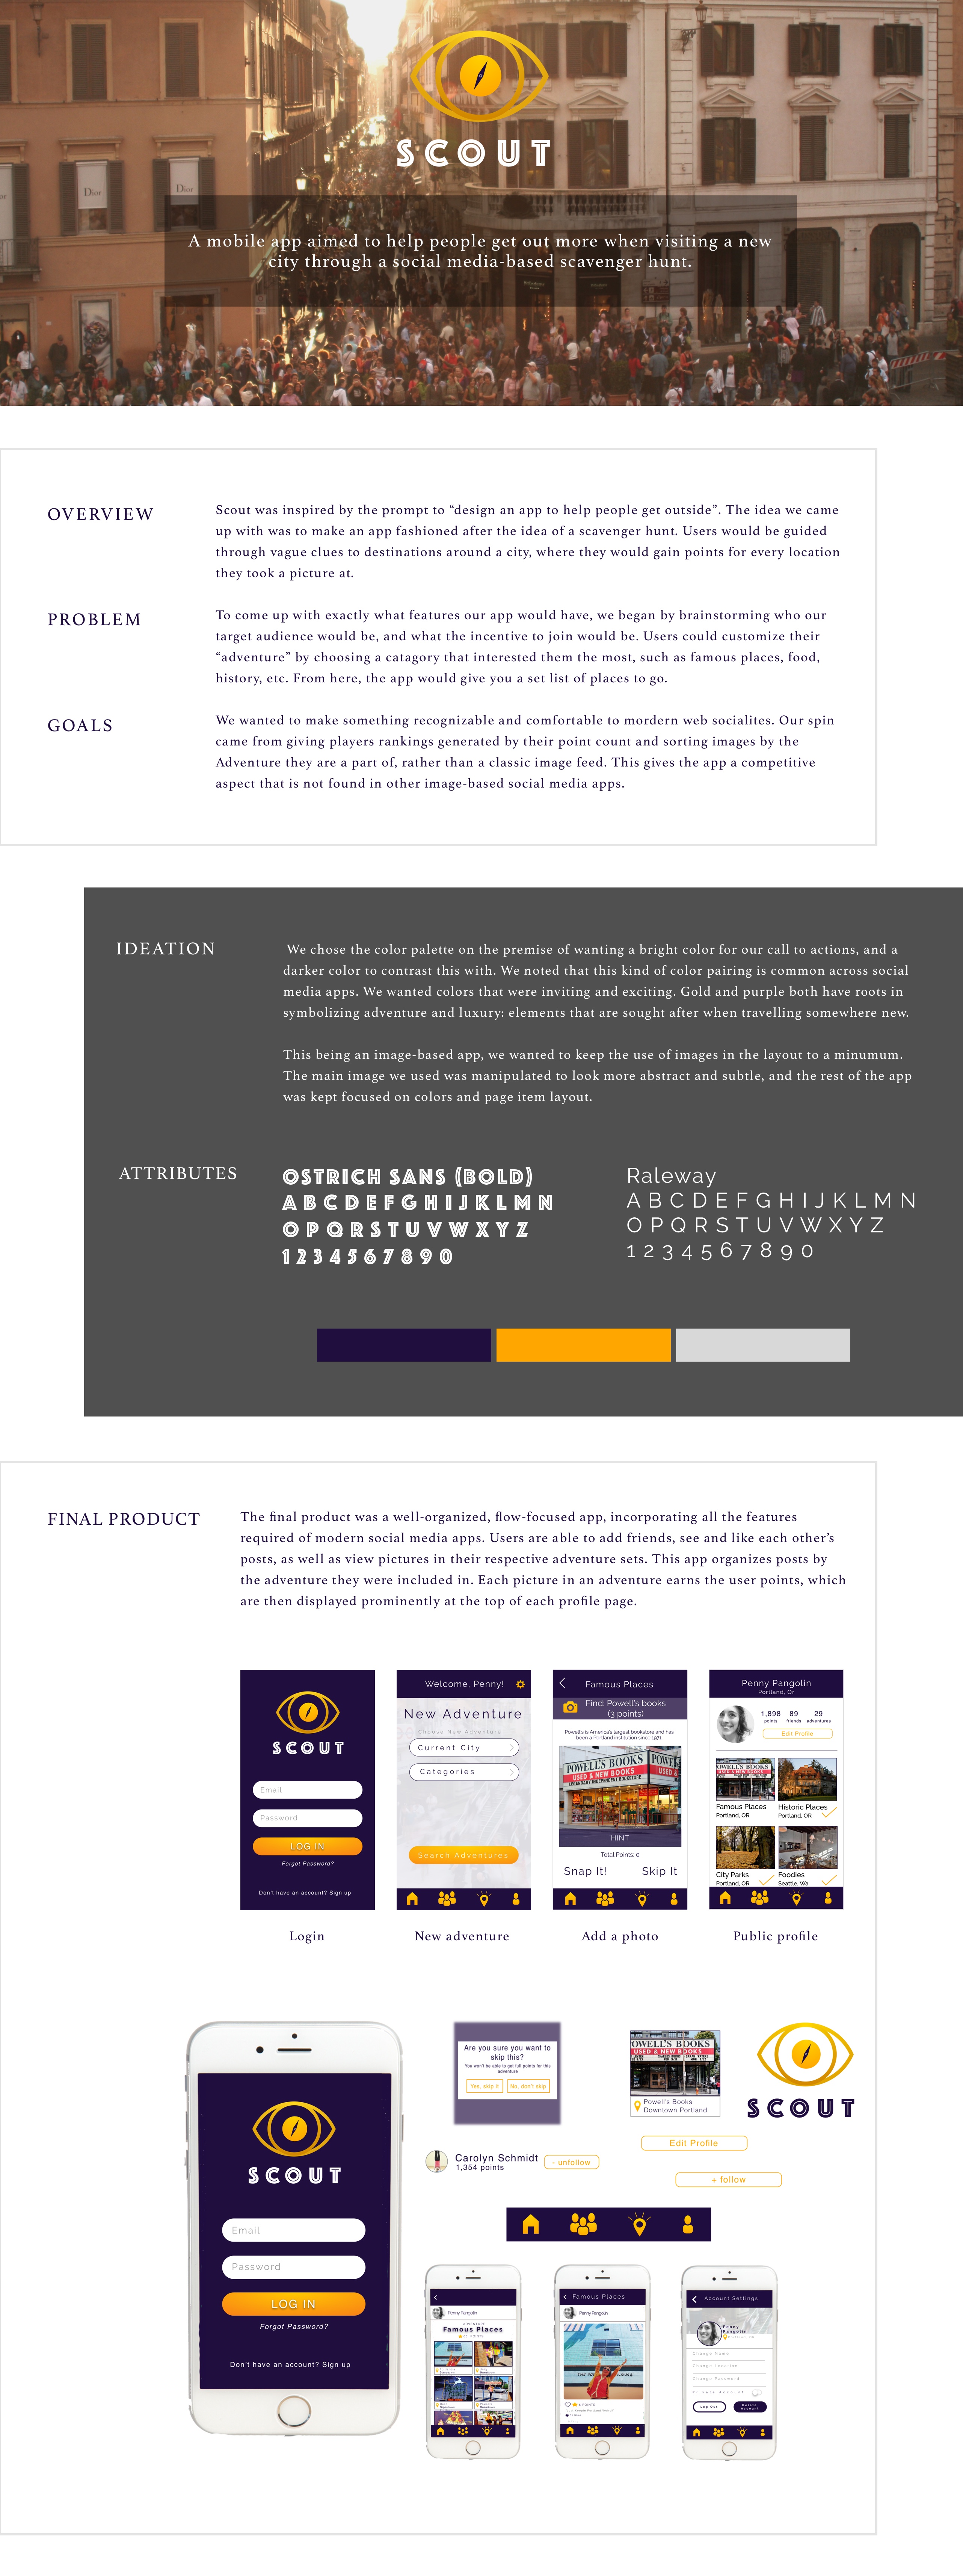 Dior
Dior
Dior
SCOUT
A mobile app aimed to help people get out more when visiting a new
city through a social media-based scavenger hunt.
OVERVIEW
Scout was inspired by the prompt to “design an app to help people get outside”. The idea we came
up with was to make an app fashioned after the idea of a scavenger hunt. Users would be guided
through vague clues to destinations around a city, where they would gain points for every location
they took a picture at.
PROBLEM
To come up with exactly what features our app would have, we began by brainstorming who our
target audience would be, and what the incentive to join would be. Users could customize their
“adventure” by choosing a catagory that interested them the most, such as famous places, food,
history, etc. From here, the app would give you a set list of places to go.
GOALS
We wanted to make something recognizable and comfortable to mordern web socialites. Our spin
came from giving players rankings generated by their point count and sorting images by the
Adventure they are a part of, rather than a classic image feed. This gives the app a competitive
aspect that is not found in other image-based social media apps.
IDEATION
We chose the color palette on the premise of wanting a bright color for our call to actions, and a
darker color to contrast this with. We noted that this kind of color pairing is common across social
media apps. We wanted colors that were inviting and exciting. Gold and purple both have roots in
symbolizing adventure and luxury: elements that are sought after when travelling somewhere new.
This being an image-based app, we wanted to keep the use of images in the layout to a minumum.
The main image we used was manipulated to look more abstract and subtle, and the rest of the app
was kept focused on colors and page item layout.
ATTRIBUTES
OSTRICH SANS (BOLD)
A B C D E F G H I J K L M N
O P Q R S T U V W X Y Z
1 2 3 4 5 6 7 8 9 0
Raleway
A B C D E F G H I J K L M N
O P Q R S T U V W X Y Z
1 2 3 4 5 6 7 8 9 0
FINAL PRODUCT
The final product was a well-organized, flow-focused app, incorporating all the features
required of modern social media apps. Users are able to add friends, see and like each other’s
posts, as well as view pictures in their respective adventure sets. This app organizes posts by
the adventure they were included in. Each picture in an adventure earns the user points, which
are then displayed prominently at the top of each profile page.
SCOUT
Email
Password
LOG IN
Forgot Password?
Don't have an account? Sign up
Login
Welcome, Penny!
New Adventure
Choose New Adventure
Current City
Categories
Search Adventures
New adventure
Famous Places
Find: Powell's books
(3 points)
Powell's is America's largest bookstore and has
been a Portland institution since 1971.
POWELL'S BOOKS
USED & NEW BOOKS
LEGENDARY INDEPENDENT BOOKSTORE
POWE
USED
HINT
Total Points: 0
Snap It!
Skip It
Add a photo
Penny Pangolin
Portland, Or
1,898
89
29
points
friends
adventures
Edit Profile
OWELL'S BOOKS
USED & NEW BOOKS
Famous Places
Portland, OR
Historic Places
Portland, OR
City Parks
Portland, OR
Foodies
Seattle, Wa
Public profile
SCOUT
Email
Password
LOG IN
Forgot Password?
Don't have an account? Sign up
Are you sure you want to
skip this?
You won't be able to get full points for this
adventure
Yes, skip it
No, don't skip
OWELL'S BOOKS
USED & NEW BOOKS
Powell's Books
Downtown Portland
SCOUT
Edit Profile
Carolyn Schmidt
1,354 points
- unfollow
+ follow
Penny Pangolin
ADVENTURE
Famous Places
POINTS
Famous Places
Penny Pangolin
POINTS
Account Settings
Penny
Pangolin
Change Name
Change Location
Change Password
Private Account
Log Out
Delete
Account